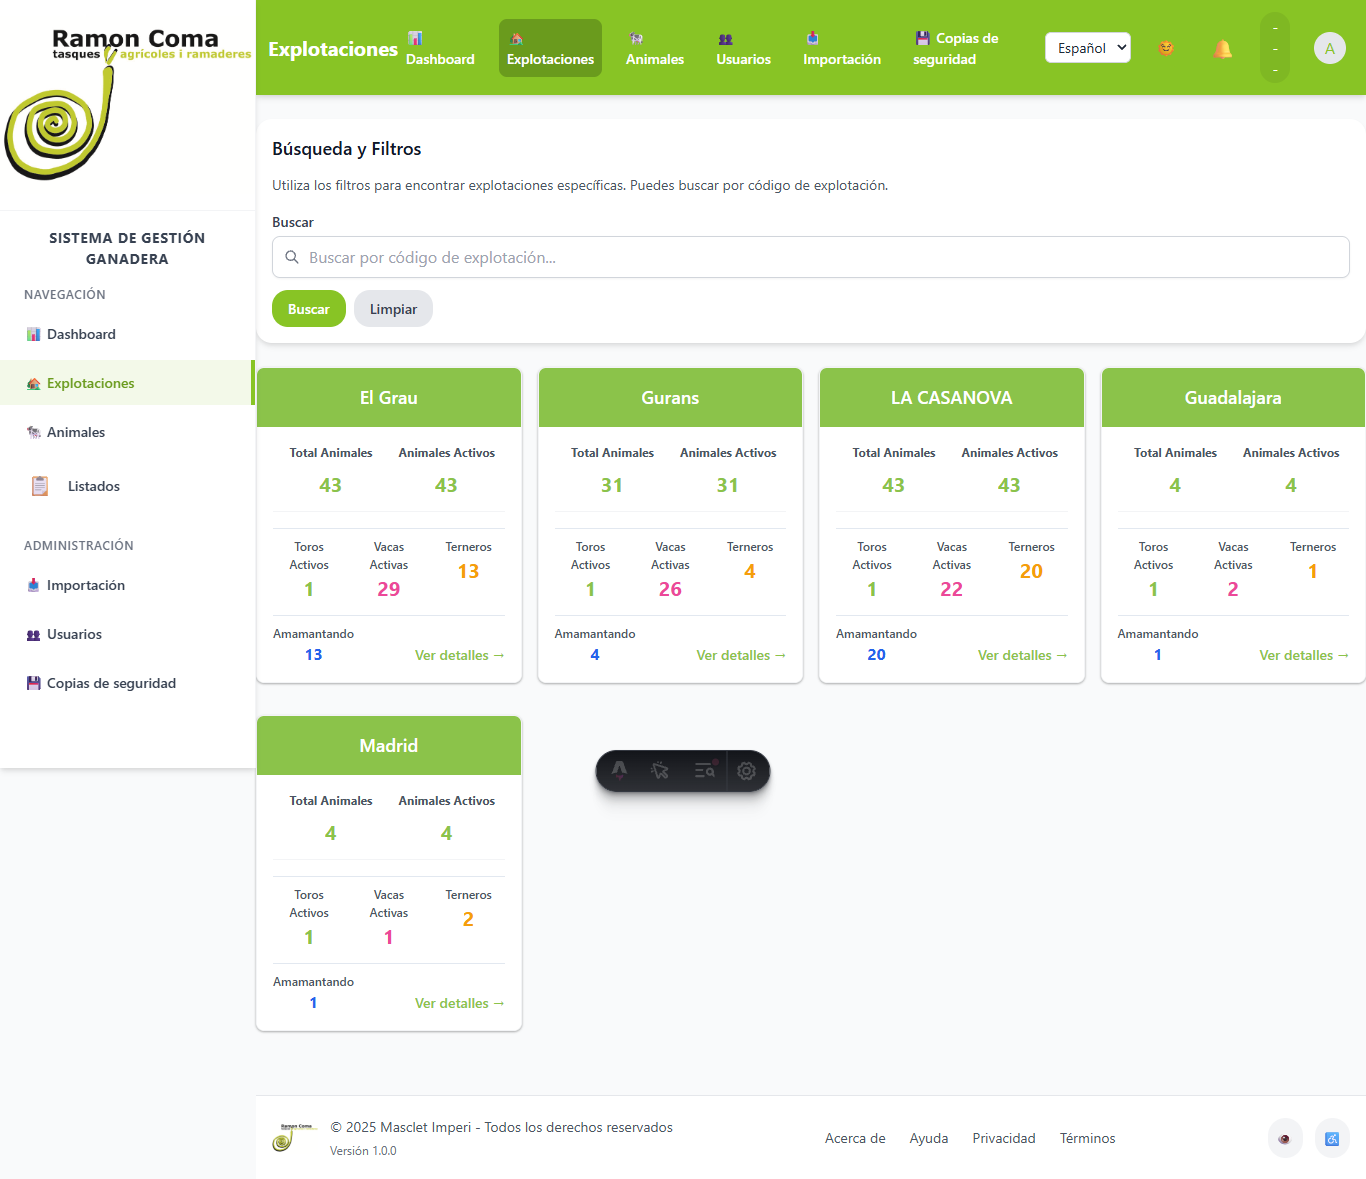 Ramon Coma
tasques agrícoles i ramaderes
SISTEMA DE GESTIÓN
GANADERA
NAVEGACIÓN
Dashboard
Explotaciones
Animales
Listados
ADMINISTRACIÓN
Importación
Usuarios
Copias de seguridad
Explotaciones
Dashboard
Explotaciones
Animales
Usuarios
Importación
Copias de
seguridad
Español
-
-
-
A
Búsqueda y Filtros
Utiliza los filtros para encontrar explotaciones específicas. Puedes buscar por código de explotación.
Buscar
Buscar por código de explotación...
Buscar
Limpiar
El Grau
Total Animales Animales Activos
43 43
Toros Activos Vacas Activas Terneros
1 29 13
Amamantando
13 Ver detalles →
Gurans
Total Animales Animales Activos
31 31
Toros Activos Vacas Activas Terneros
1 26 4
Amamantando
4 Ver detalles →
LA CASANOVA
Total Animales Animales Activos
43 43
Toros Activos Vacas Activas Terneros
1 22 20
Amamantando
20 Ver detalles →
Guadalajara
Total Animales Animales Activos
4 4
Toros Activos Vacas Activas Terneros
1 2 1
Amamantando
1 Ver detalles →
Madrid
Total Animales Animales Activos
4 4
Toros Activos Vacas Activas Terneros
1 1 2
Amamantando
1 Ver detalles →
Ramon Coma
© 2025 Masclet Imperi - Todos los derechos reservados
Versión 1.0.0
Acerca de
Ayuda
Privacidad
Términos